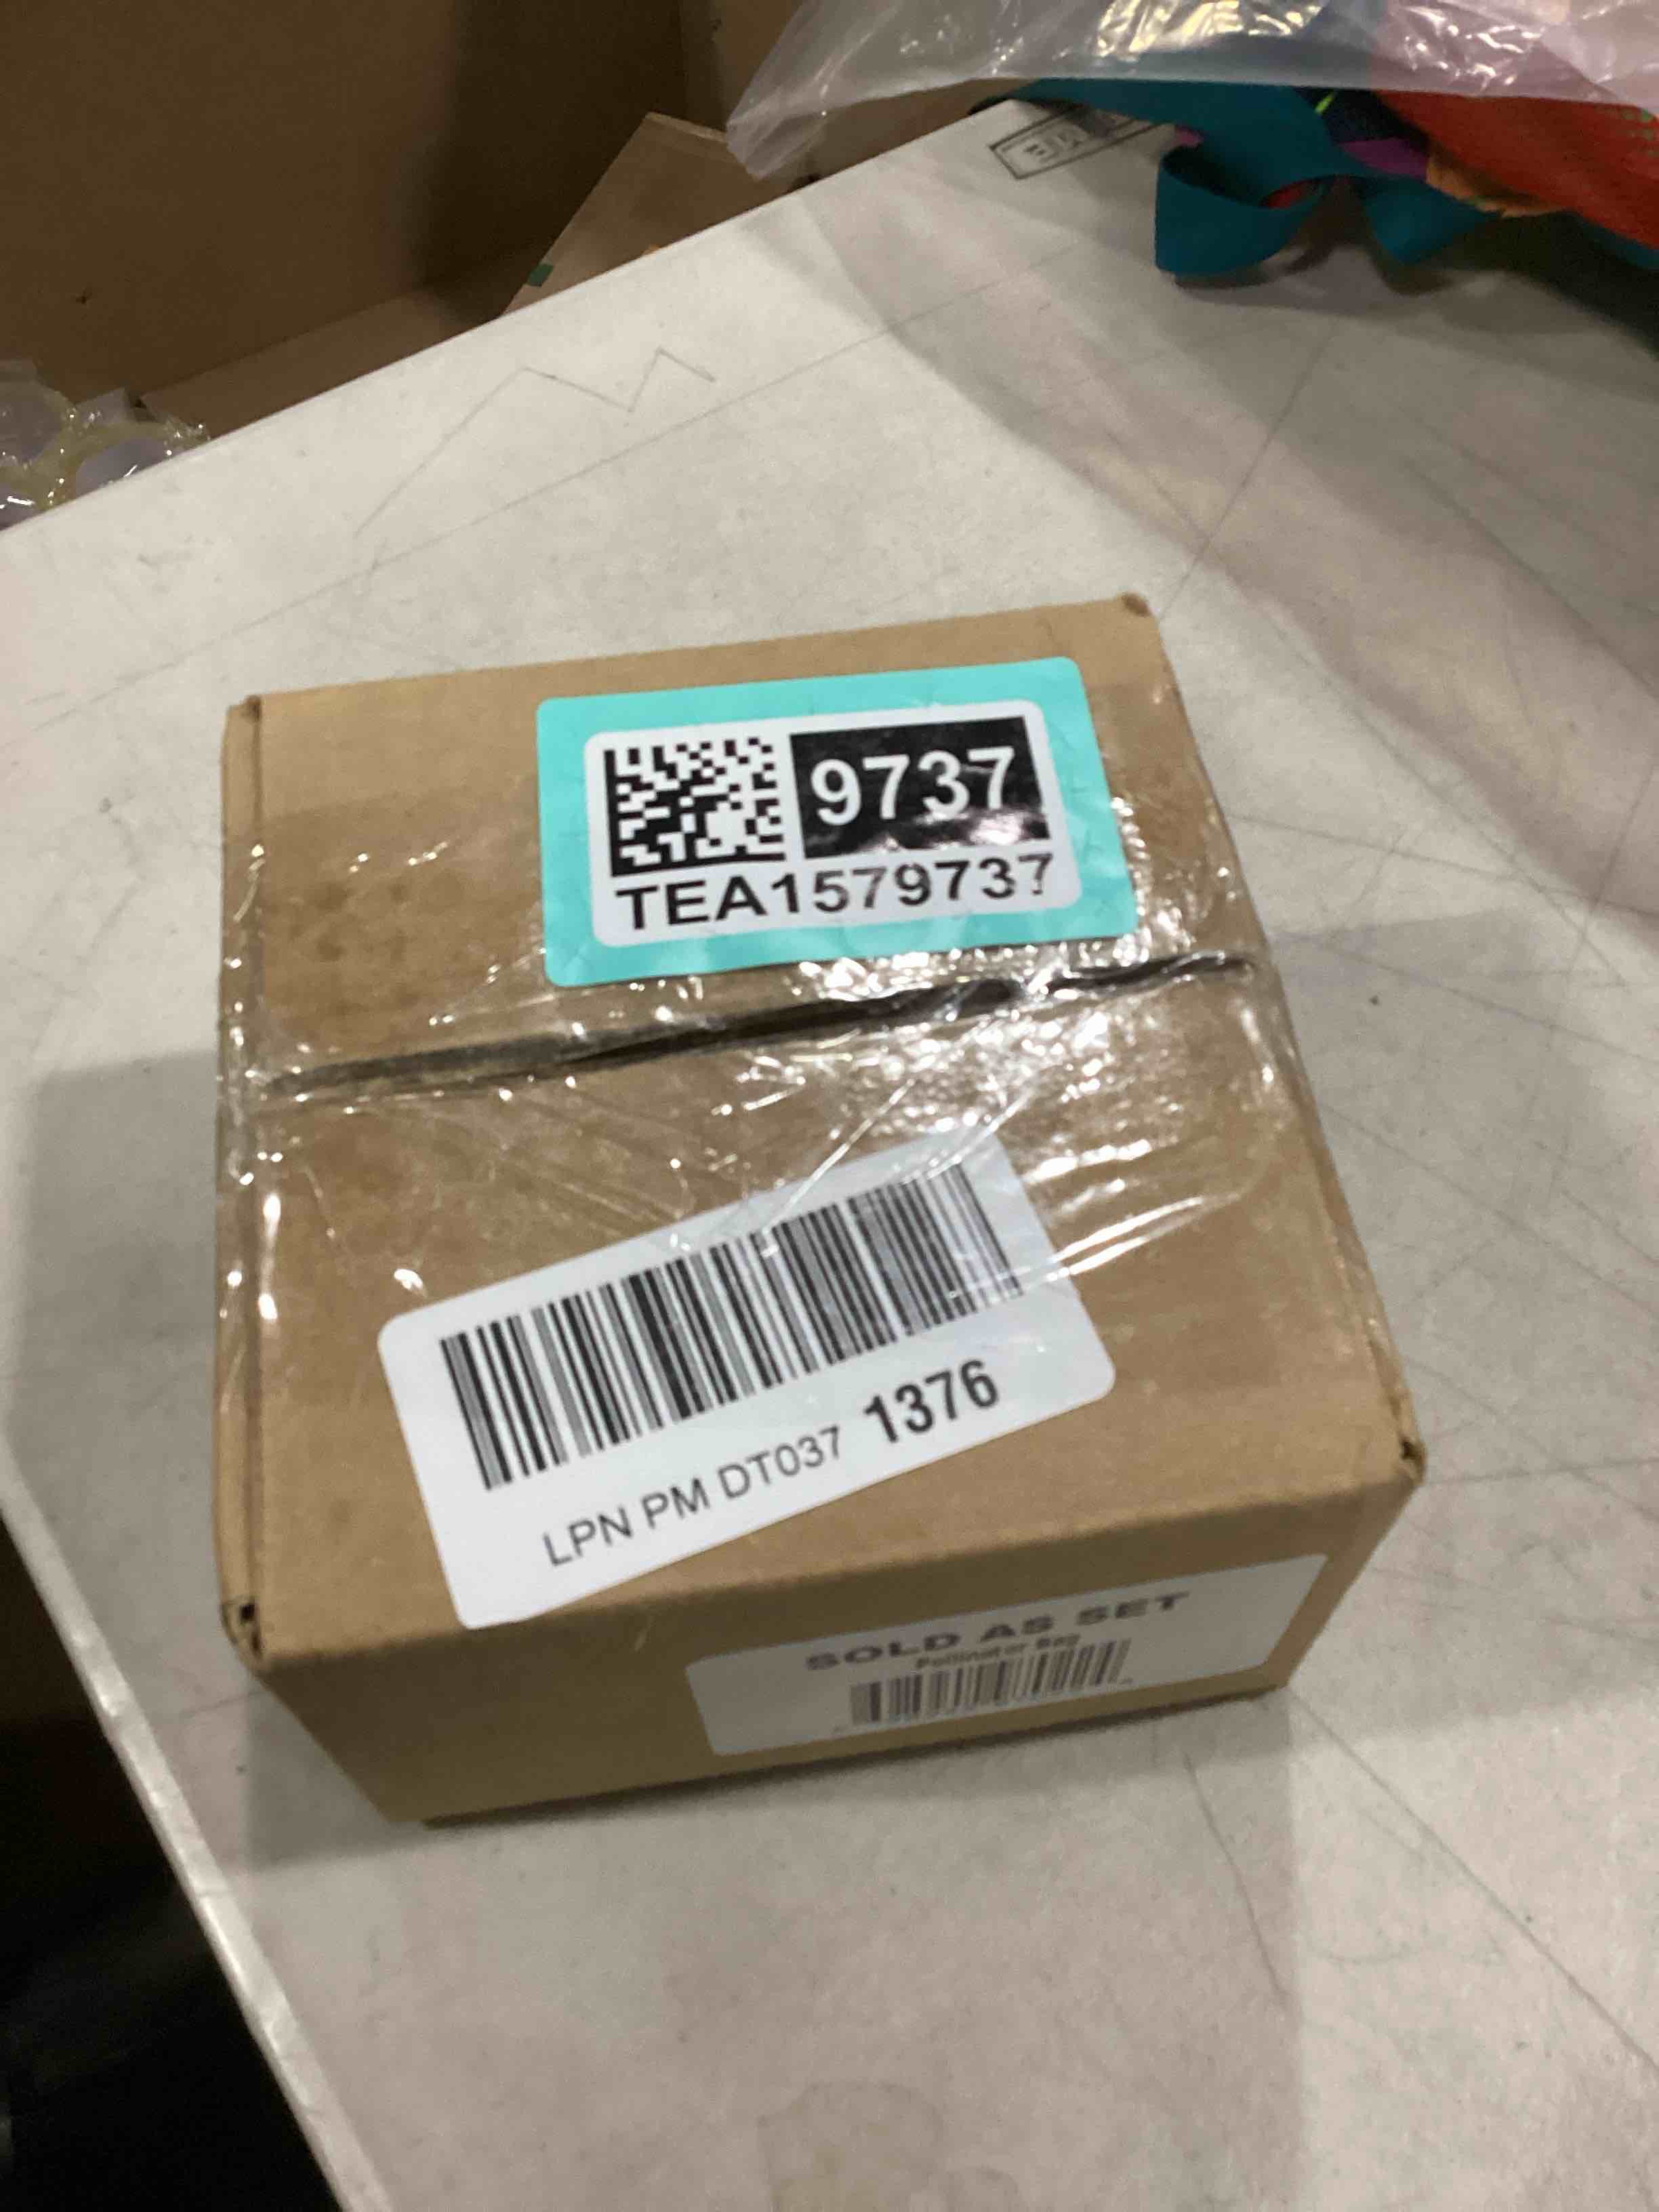 9737
TEA1579737
LPN PM DT037 1376
SOLD AS SET
Pollinator Bag